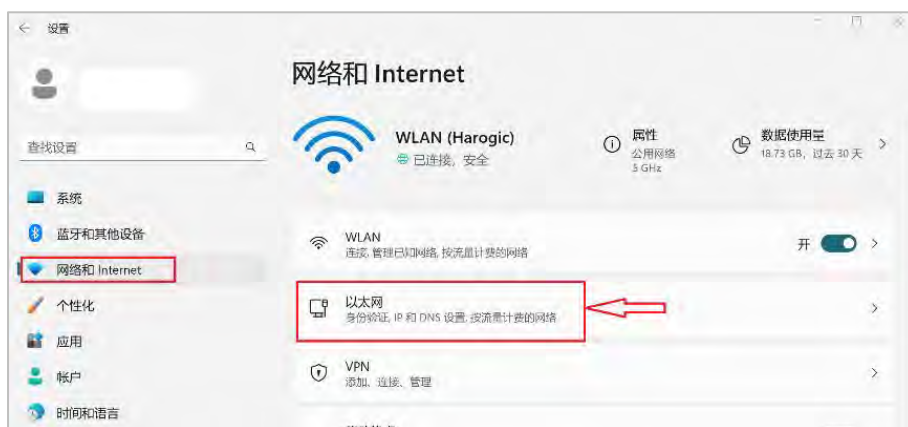 设置
网络和 Internet
WLAN (Harogic)
已连接，安全
属性
公用网络
5 GHz
数据使用量
18.73 GB，过去 30 天
查找设置
系统
蓝牙和其他设备
网络和 Internet
个性化
应用
帐户
时间和语言
WLAN
连接, 管理已知网络, 按流量计费的网络
开
以太网
身份验证, IP 和 DNS 设置, 按流量计费的网络
VPN
添加、连接、管理